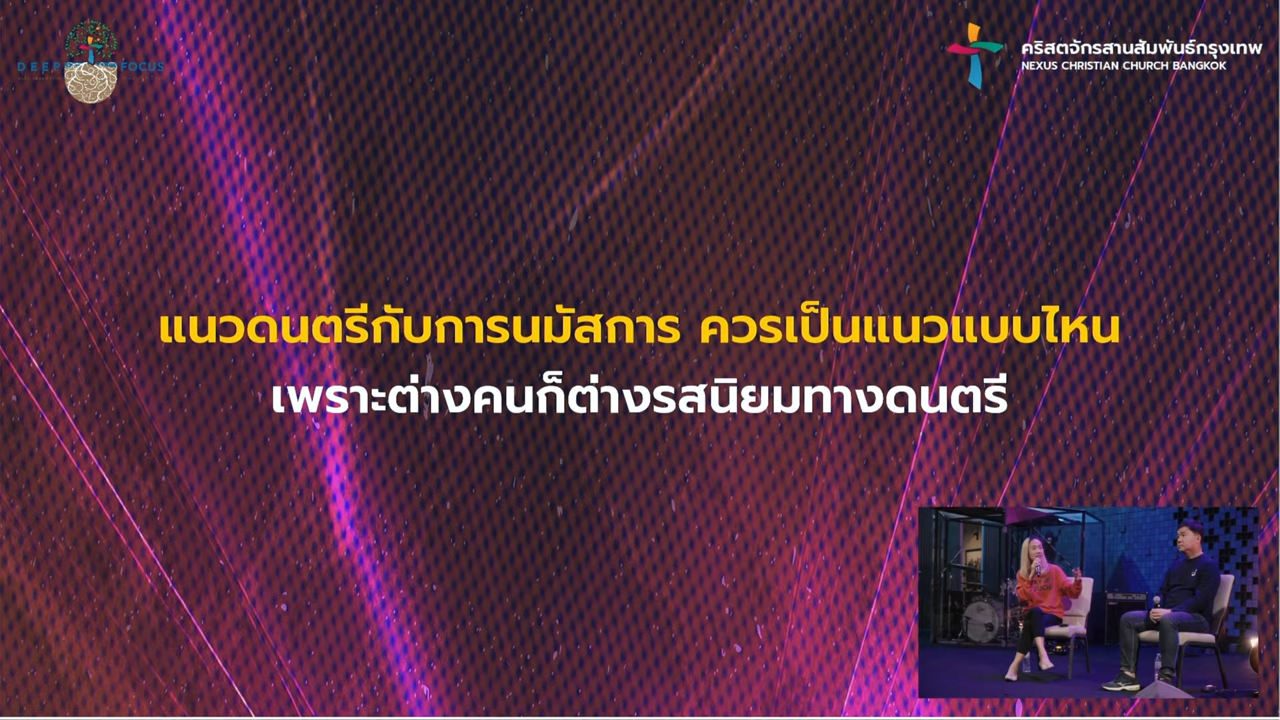 DEEP FOCUS
คริสตจักรสานสัมพันธ์กรุงเทพ
NEXUS CHRISTIAN CHURCH BANGKOK
แนวดนตรีกับการนมัสการ ควรเป็นแนวแบบไหน
เพราะต่างคนก็ต่างรสนิยมทางดนตรี